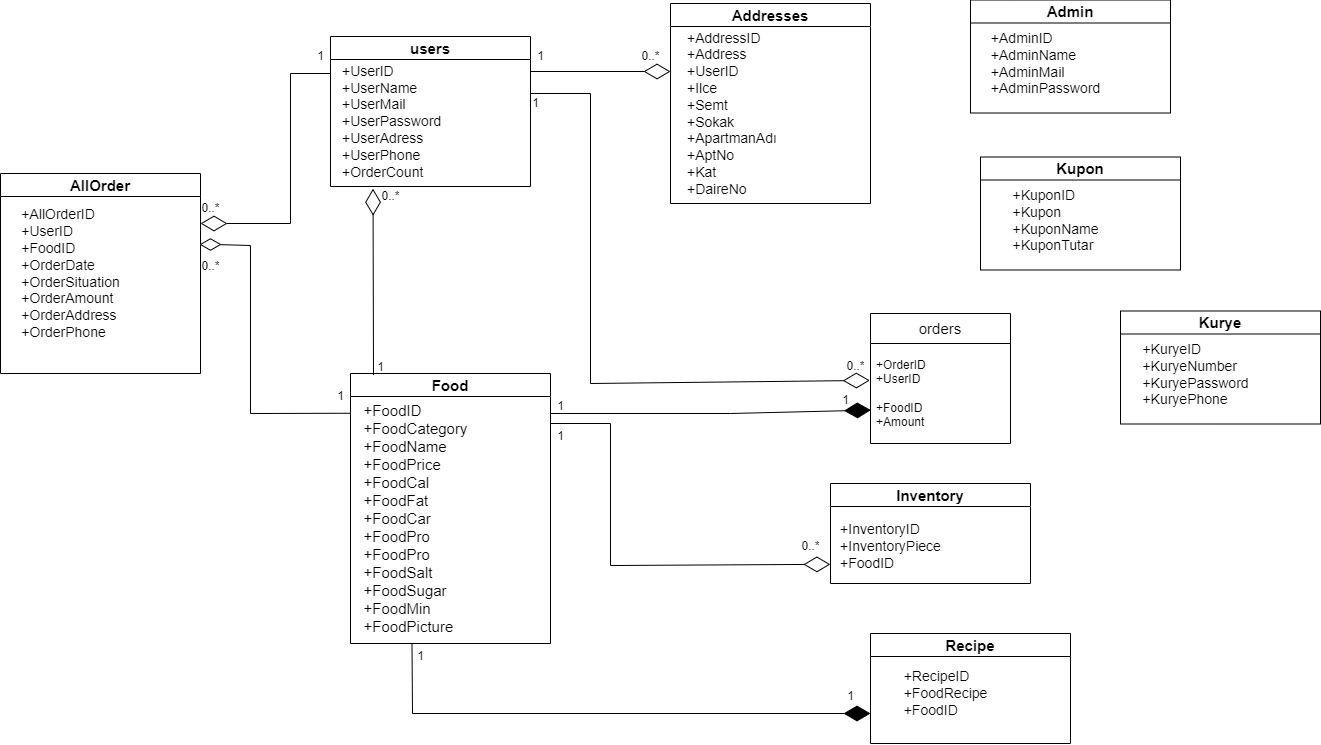 users
+UserID
+UserName
+UserMail
+UserPassword
+UserAdress
+UserPhone
+OrderCount
Addresses
+AddressID
+Address
+UserID
+Ilce
+Semt
+Sokak
+ApartmanAdı
+AptNo
+Kat
+DaireNo
Admin
+AdminID
+AdminName
+AdminMail
+AdminPassword
Kupon
+KuponID
+Kupon
+KuponName
+KuponTutar
AllOrder
+AllOrderID
+UserID
+FoodID
+OrderDate
+OrderSituation
+OrderAmount
+OrderAddress
+OrderPhone
orders
+OrderID
+UserID
+FoodID
+Amount
Kurye
+KuryeID
+KuryeNumber
+KuryePassword
+KuryePhone
Food
+FoodID
+FoodCategory
+FoodName
+FoodPrice
+FoodCal
+FoodFat
+FoodCar
+FoodPro
+FoodPro
+FoodSalt
+FoodSugar
+FoodMin
+FoodPicture
Inventory
+InventoryID
+InventoryPiece
+FoodID
Recipe
+RecipeID
+FoodRecipe
+FoodID
1
0..*
1
0..*
1
0..*
0..*
1
0..*
1
1
1
1
1
0..*
1
1